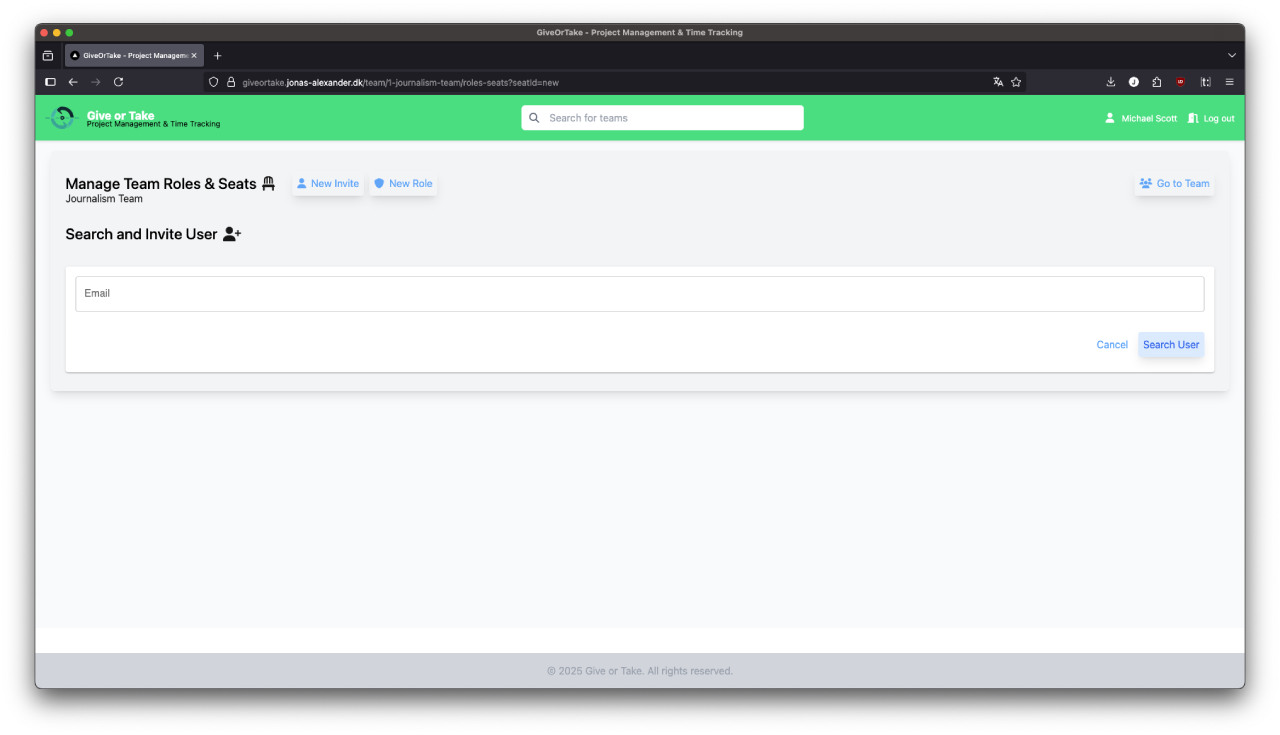 GiveOrTake - Project Management & Time Tracking
GiveOrTake - Project Managem
giveortake.jonas-alexander.dk/team/1-journalism-team/roles-seats?seatId=new
Give or Take
Project Management & Time Tracking
Search for teams
Michael Scott
Log out
Manage Team Roles & Seats
New Invite
New Role
Go to Team
Journalism Team
Search and Invite User
Email
Cancel
Search User
© 2025 Give or Take. All rights reserved.